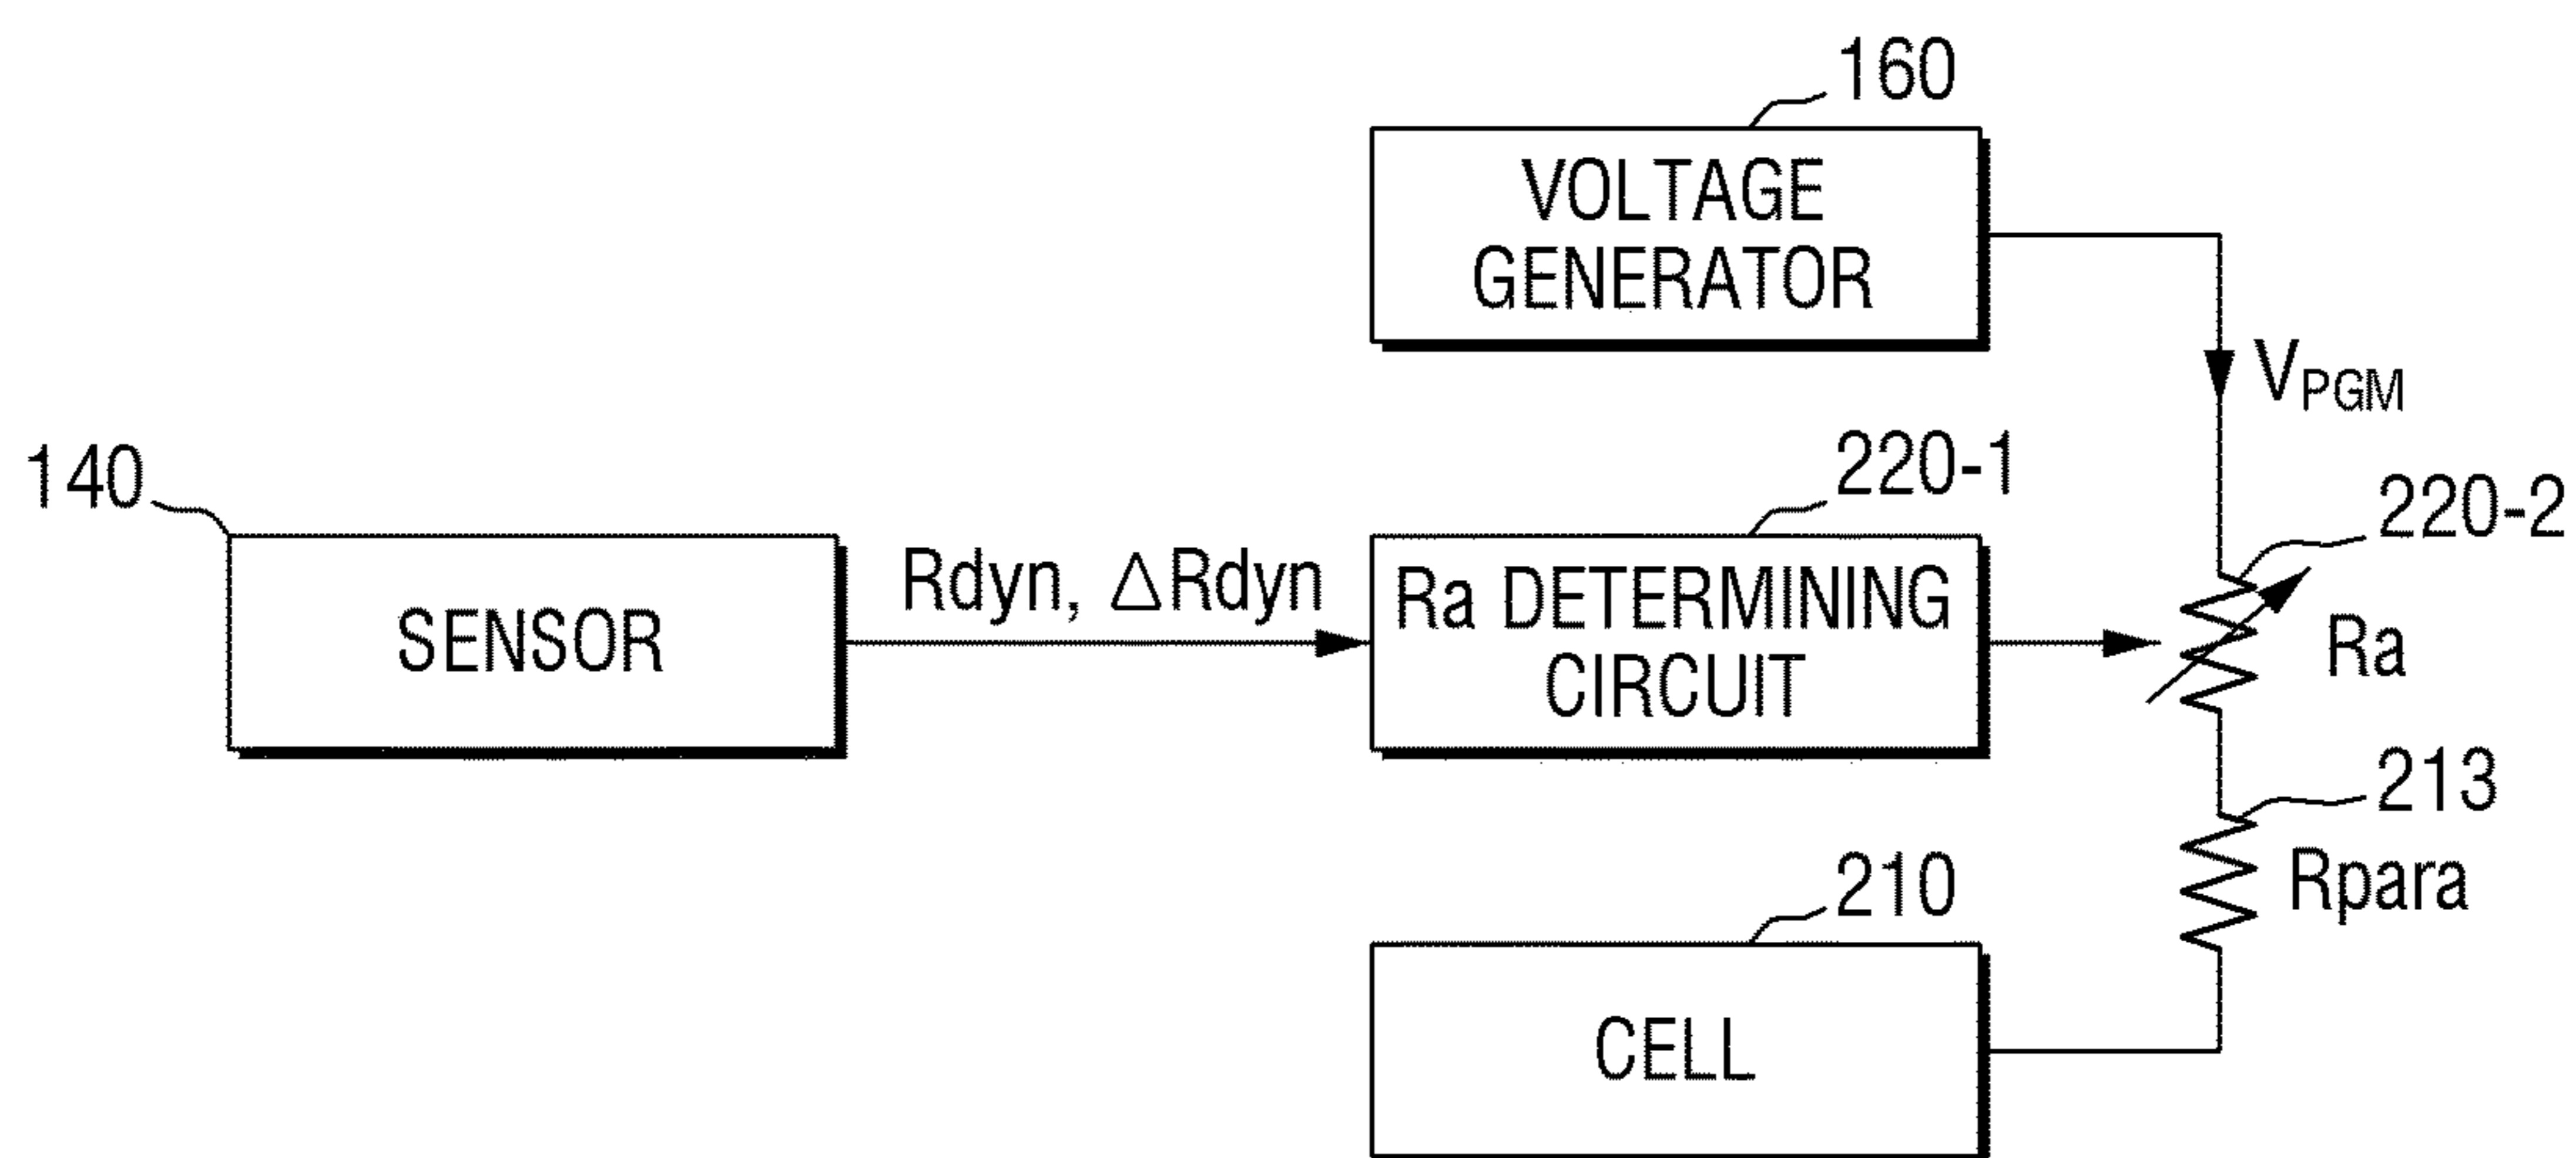 160
VOLTAGE
GENERATOR
VPGM
140
220-1
220-2
SENSOR
Rdyn, ΔRdyn
Ra DETERMINING
CIRCUIT
Ra
213
210
Rpara
CELL